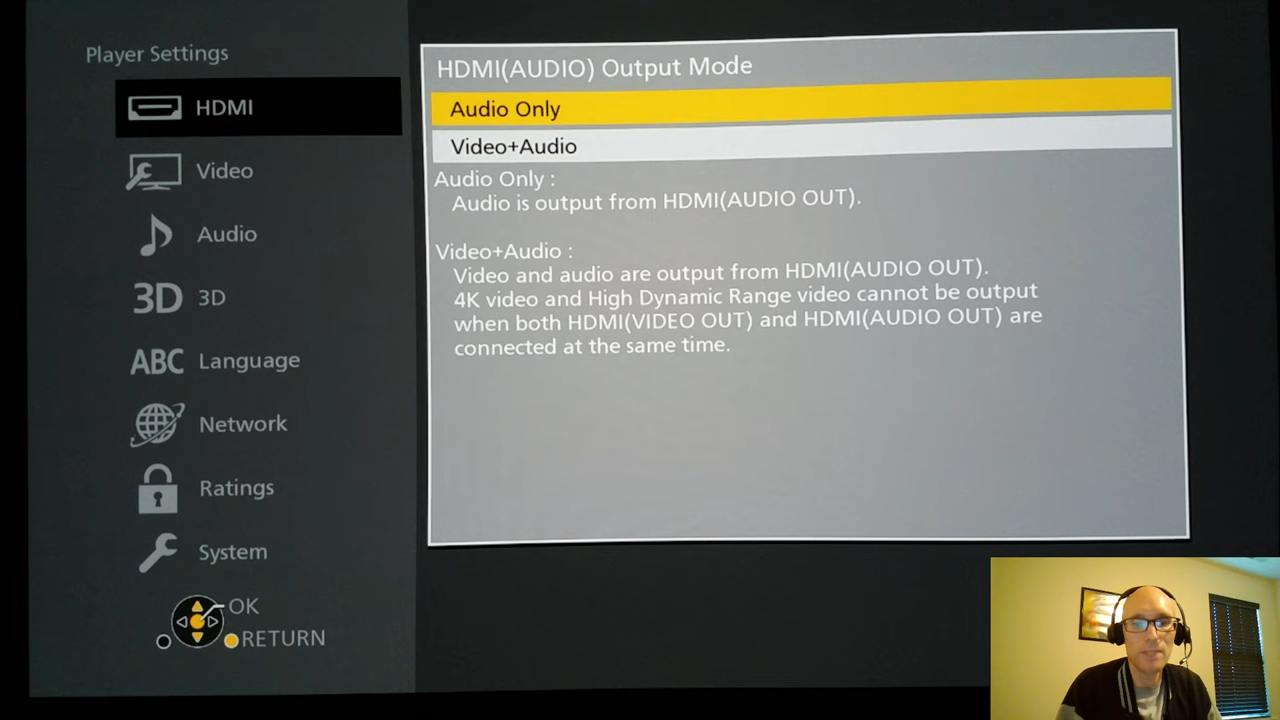 Player Settings
HDMI
Video
Audio
3D 3D
ABC Language
Network
Ratings
System
OK
RETURN
HDMI(AUDIO) Output Mode
Audio Only
Video+Audio
Audio Only :
Audio is output from HDMI(AUDIO OUT).
Video+Audio :
Video and audio are output from HDMI(AUDIO OUT).
4K video and High Dynamic Range video cannot be output
when both HDMI(VIDEO OUT) and HDMI(AUDIO OUT) are
connected at the same time.